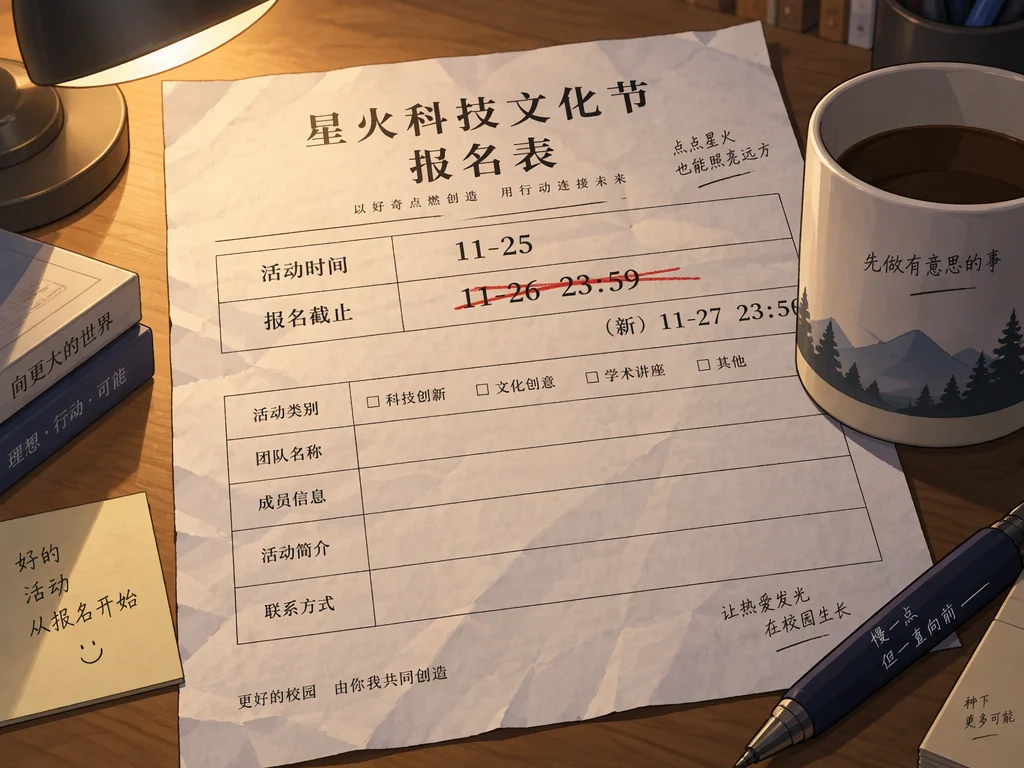 星火科技文化节
报名表
以好奇点燃创造 用行动连接未来
点点星火
也能照亮远方
活动时间 11-25
报名截止 11-26 23:59
(新) 11-27 23:5
活动类别 □ 科技创新 □ 文化创意 □ 学术讲座 □ 其他
团队名称
成员信息
活动简介
联系方式
让热爱发光
在校园生长
更好的校园 由你我共同创造
先做有意思的事
向更大的世界
理想·行动·可能
好的
活动
从报名开始
慢一点
但一直向前
种下
更多可能